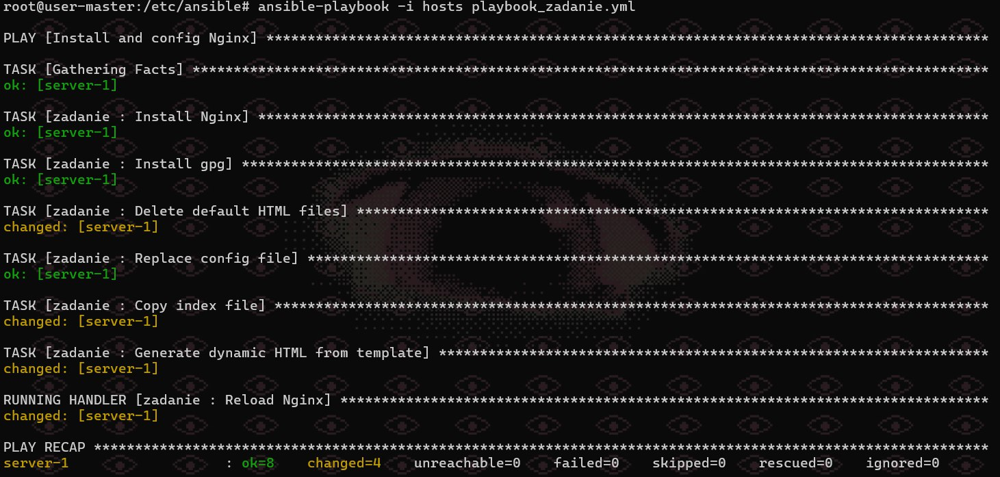 root@user-master:/etc/ansible# ansible-playbook -i hosts playbook_zadanie.yml
PLAY [Install and config Nginx] ****************************************************************************************
TASK [Gathering Facts] *************************************************************************************************
ok: [server-1]
TASK [zadanie : Install Nginx] *****************************************************************************************
ok: [server-1]
TASK [zadanie : Install gpg] *******************************************************************************************
ok: [server-1]
TASK [zadanie : Delete default HTML files] *****************************************************************************
changed: [server-1]
TASK [zadanie : Replace config file] ***********************************************************************************
ok: [server-1]
TASK [zadanie : Copy index file] ***************************************************************************************
changed: [server-1]
TASK [zadanie : Generate dynamic HTML from template] *******************************************************************
changed: [server-1]
RUNNING HANDLER [zadanie : Reload Nginx] *******************************************************************************
changed: [server-1]
PLAY RECAP *************************************************************************************************************
server-1                   : ok=8    changed=4    unreachable=0    failed=0    skipped=0    rescued=0    ignored=0